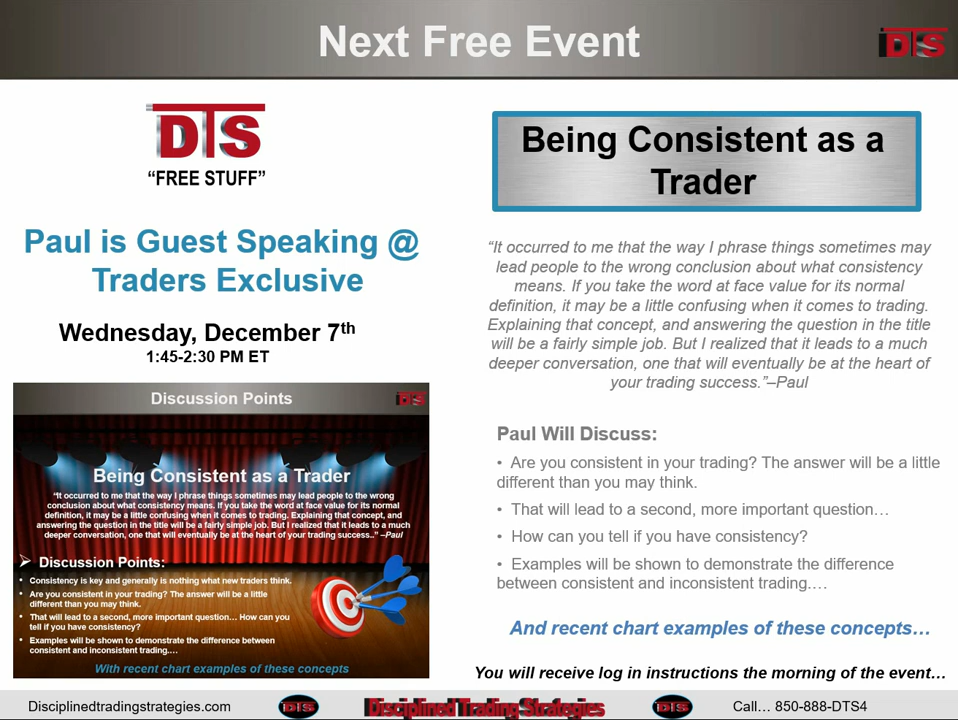 Next Free Event
DTS
DTS
"FREE STUFF"
Paul is Guest Speaking @
Traders Exclusive
Wednesday, December 7th
1:45-2:30 PM ET
Discussion Points
DTS
Being Consistent as a Trader
"It occurred to me that the way I phrase things sometimes may lead people to the wrong
conclusion about what consistency means. If you take the word at face value for its normal
definition, it may be a little confusing when it comes to trading. Explaining that concept, and
answering the question in the title will be a fairly simple job. But I realized that it leads to a much
deeper conversation, one that will eventually be at the heart of your trading success.." –Paul
➢ Discussion Points:
• Consistency is key and generally is nothing what new traders think.
• Are you consistent in your trading? The answer will be a little
different than you may think.
• That will lead to a second, more important question… How can you
tell if you have consistency?
• Examples will be shown to demonstrate the difference between
consistent and inconsistent trading.…
With recent chart examples of these concepts
Being Consistent as a
Trader
"It occurred to me that the way I phrase things sometimes may
lead people to the wrong conclusion about what consistency
means. If you take the word at face value for its normal
definition, it may be a little confusing when it comes to trading.
Explaining that concept, and answering the question in the title
will be a fairly simple job. But I realized that it leads to a much
deeper conversation, one that will eventually be at the heart of
your trading success."–Paul
Paul Will Discuss:
• Are you consistent in your trading? The answer will be a little
different than you may think.
• That will lead to a second, more important question…
• How can you tell if you have consistency?
• Examples will be shown to demonstrate the difference
between consistent and inconsistent trading.…
And recent chart examples of these concepts…
You will receive log in instructions the morning of the event…
Disciplinedtradingstrategies.com
DTS
Disciplined Trading Strategies
DTS
Call… 850-888-DTS4